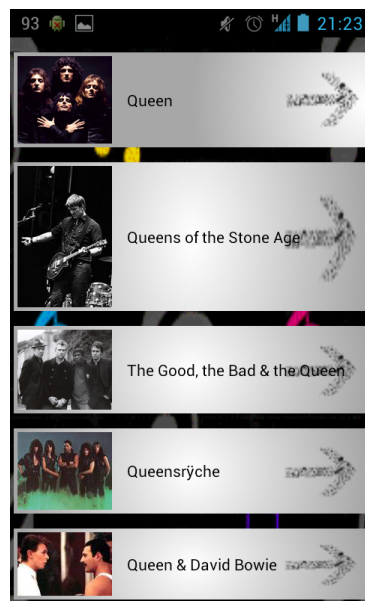 93 H 21:23
Queen
Queens of the Stone Age
The Good, the Bad & the Queen
Queensrÿche
Queen & David Bowie